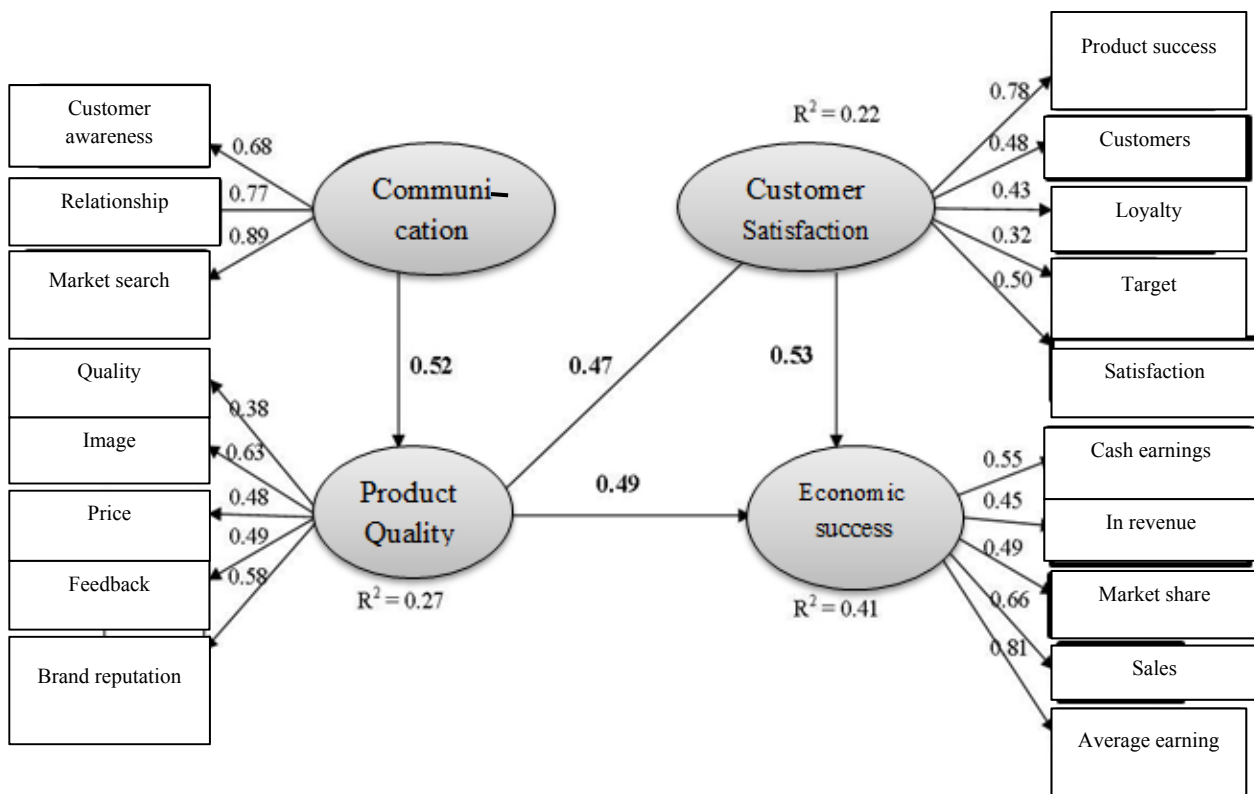 Customer
awareness
Relationship
Market search
0.68
0.77
0.89
Communi-
cation
R² = 0.22
Customer
Satisfaction
0.78
0.48
0.43
0.32
0.50
Product success
Customers
Loyalty
Target
Satisfaction
0.52
0.47
0.53
0.49
Quality
Image
Price
Feedback
Brand reputation
0.38
0.63
0.48
0.49
0.58
Product
Quality
R² = 0.27
Economic
success
R² = 0.41
0.55
0.45
0.49
0.66
0.81
Cash earnings
In revenue
Market share
Sales
Average earning